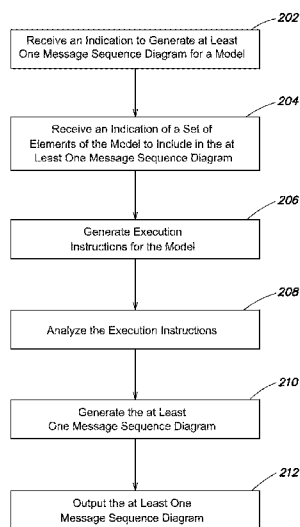 202
Receive an Indication to Generate at Least
One Message Sequence Diagram for a Model
204
Receive an Indication of a Set of
Elements of the Model to Include in the at
Least One Message Sequence Diagram
206
Generate Execution
Instructions for the Model
208
Analyze the Execution Instructions
210
Generate the at Least
One Message Sequence Diagram
212
Output the at Least One
Message Sequence Diagram